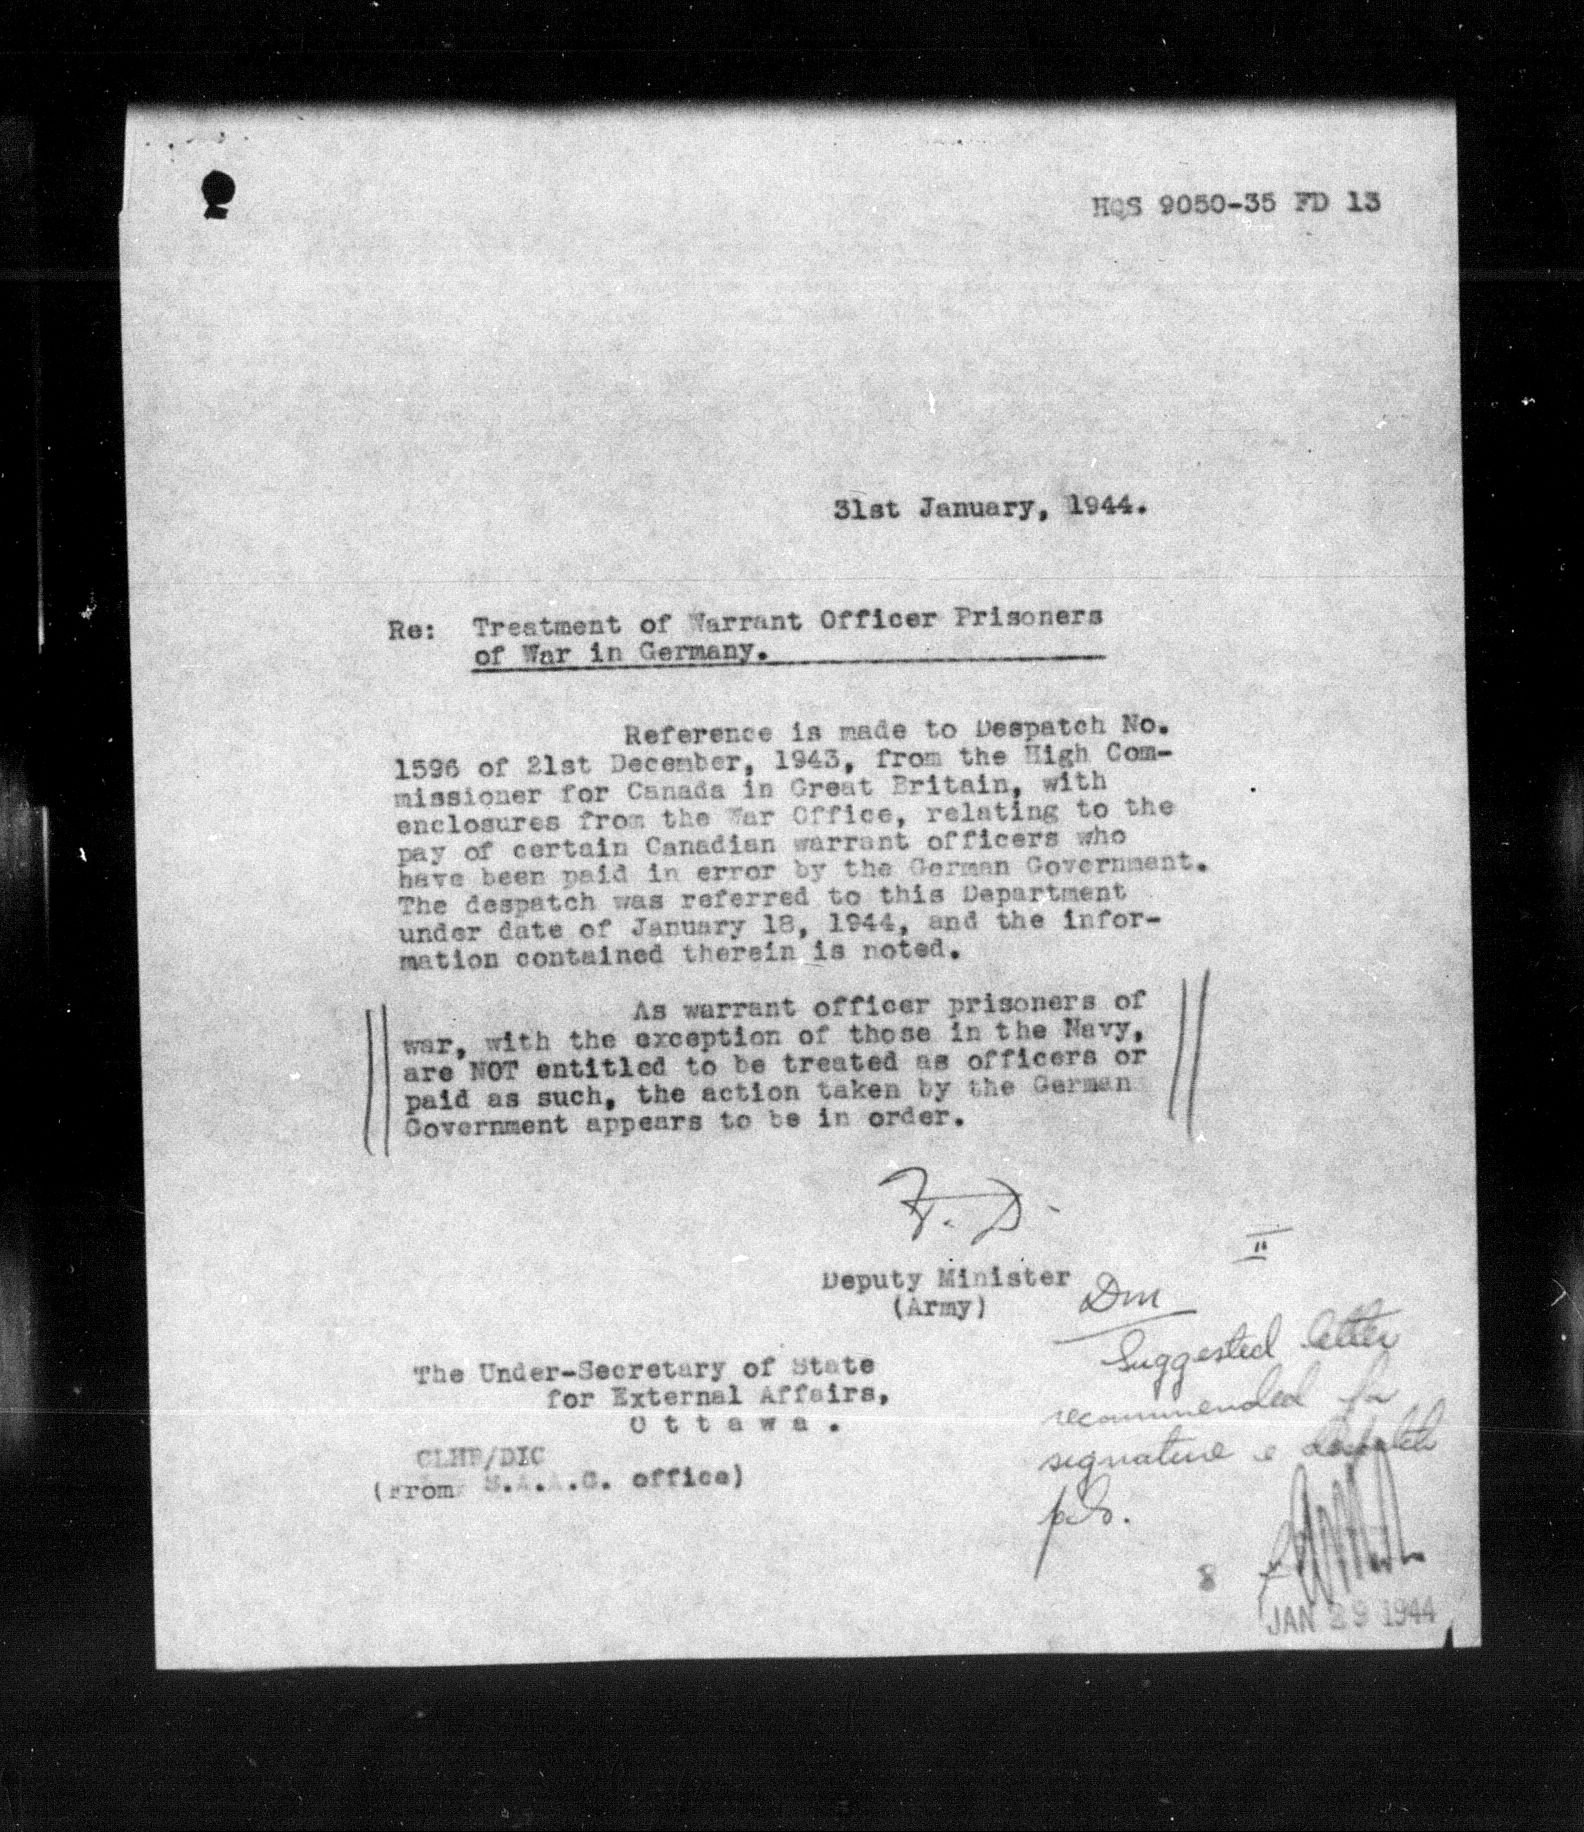 HQS 9050-35 FD 13
31st January, 1944.
Re: Treatment of Warrant Officer Prisoners
of War in Germany.
Reference is made to Despatch No.
1596 of 21st December, 1943, from the High Com-
missioner for Canada in Great Britain, with
enclosures from the War Office, relating to the
pay of certain Canadian warrant officers who
have been paid in error by the German Government.
The despatch was referred to this Department
under date of January 18, 1944, and the infor-
mation contained therein is noted.
As warrant officer prisoners of
war, with the exception of those in the Navy,
are NOT entitled to be treated as officers or
paid as such, the action taken by the German
Government appears to be in order.
Deputy Minister
(Army)
II
DM
Suggested letter
recommended for
signature & despatch
pls.
The Under-Secretary of State
for External Affairs,
Ottawa.
CLHB/DIC
(From A.A.G. office)
8
JAN 29 1944